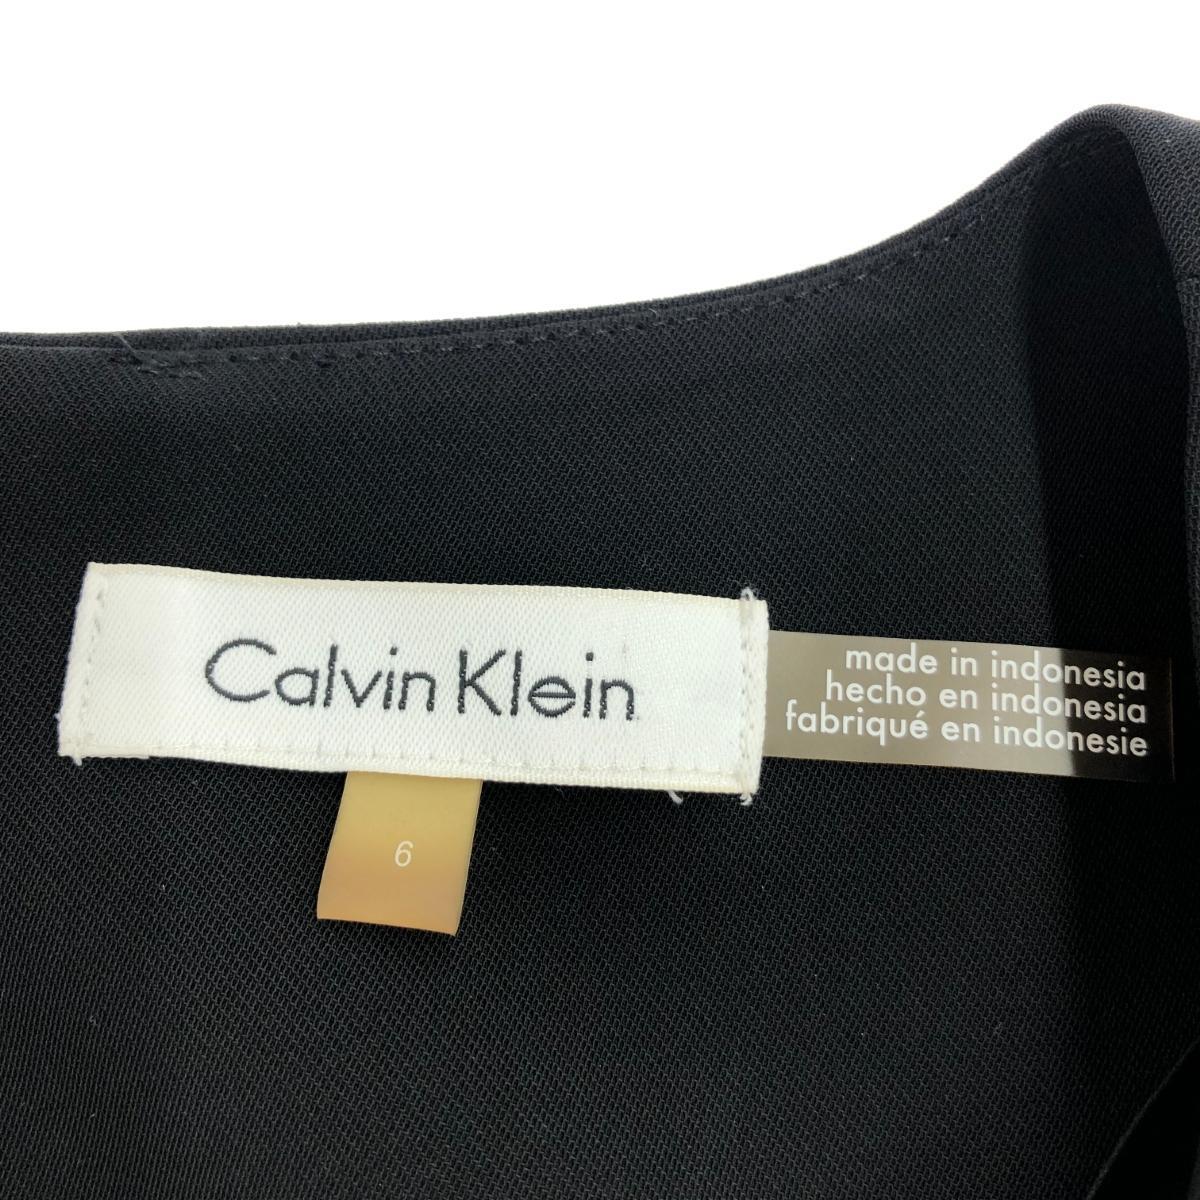 Calvin Klein
made in indonesia
hecho en indonesia
fabriqué en indonesie
6